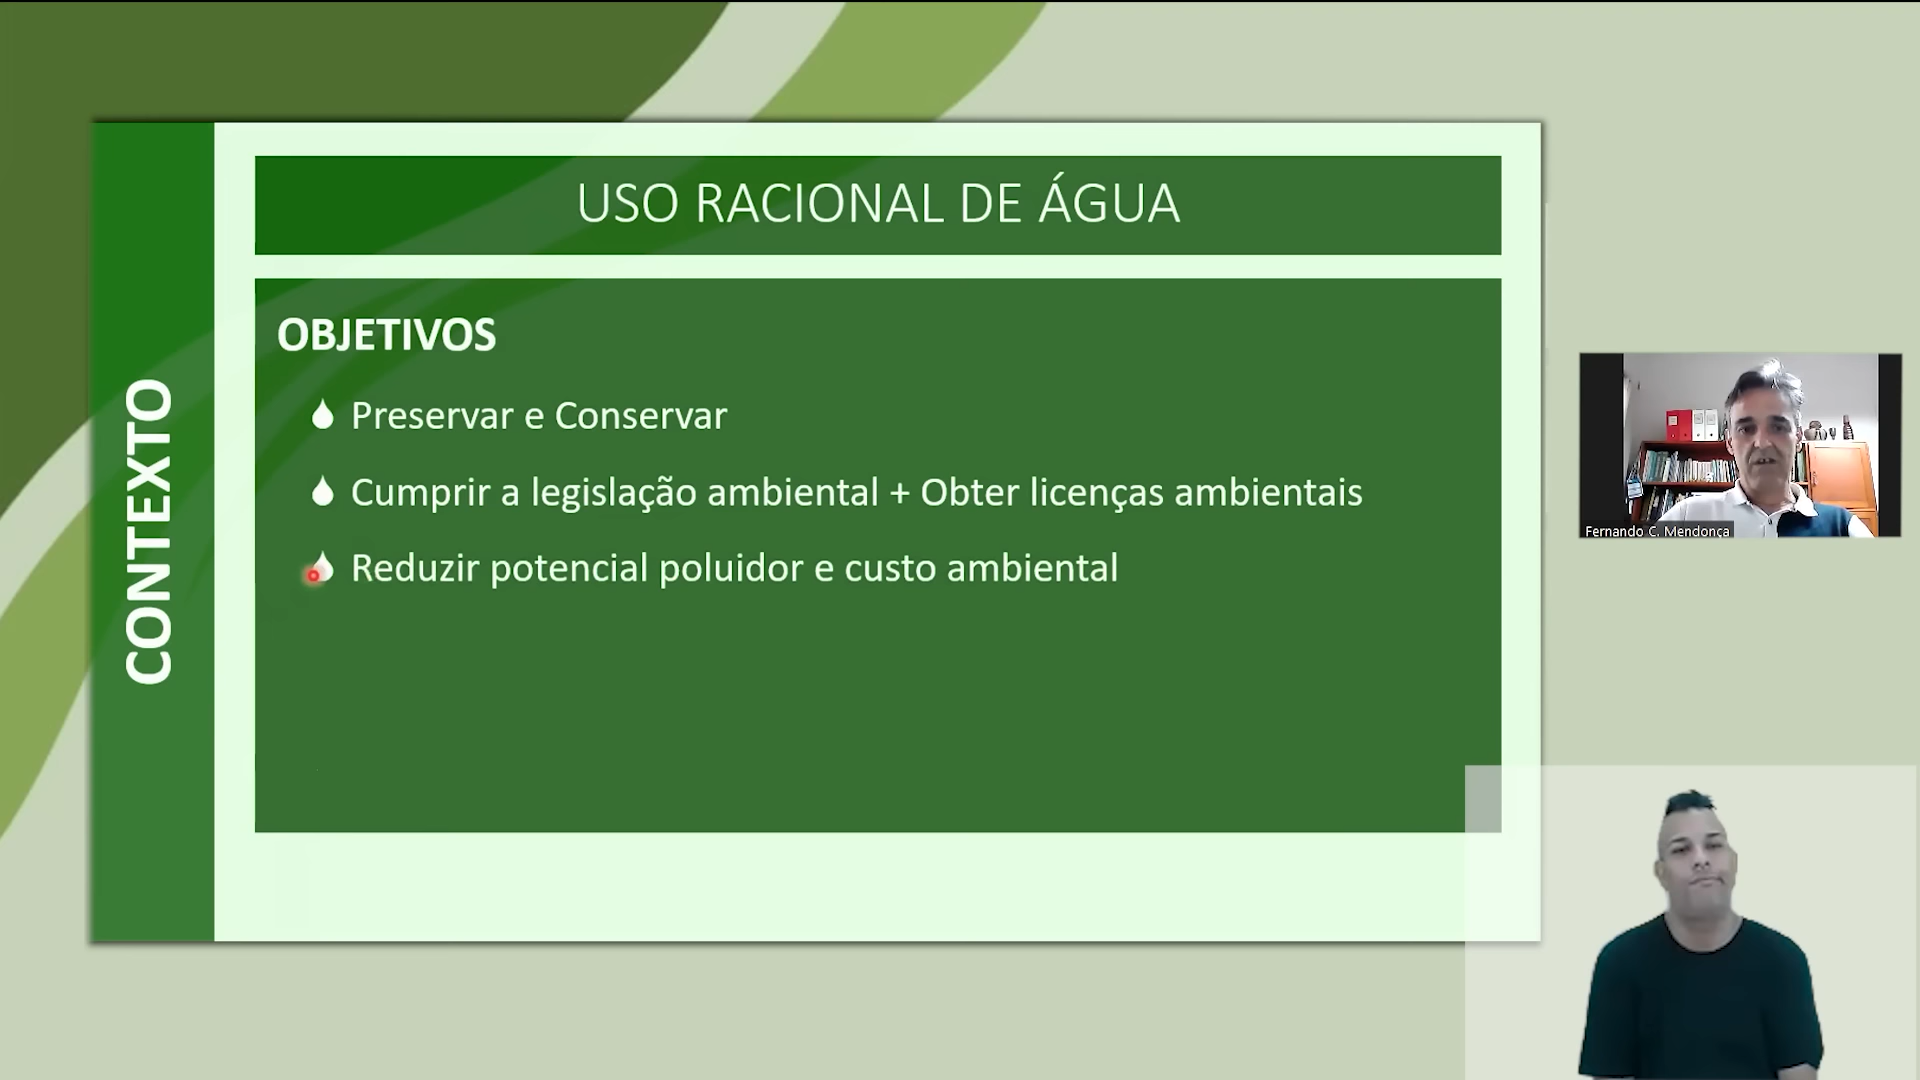 CONTEXTO
USO RACIONAL DE ÁGUA
OBJETIVOS
Preservar e Conservar
Cumprir a legislação ambiental + Obter licenças ambientais
Reduzir potencial poluidor e custo ambiental
Fernando C. Mendonça